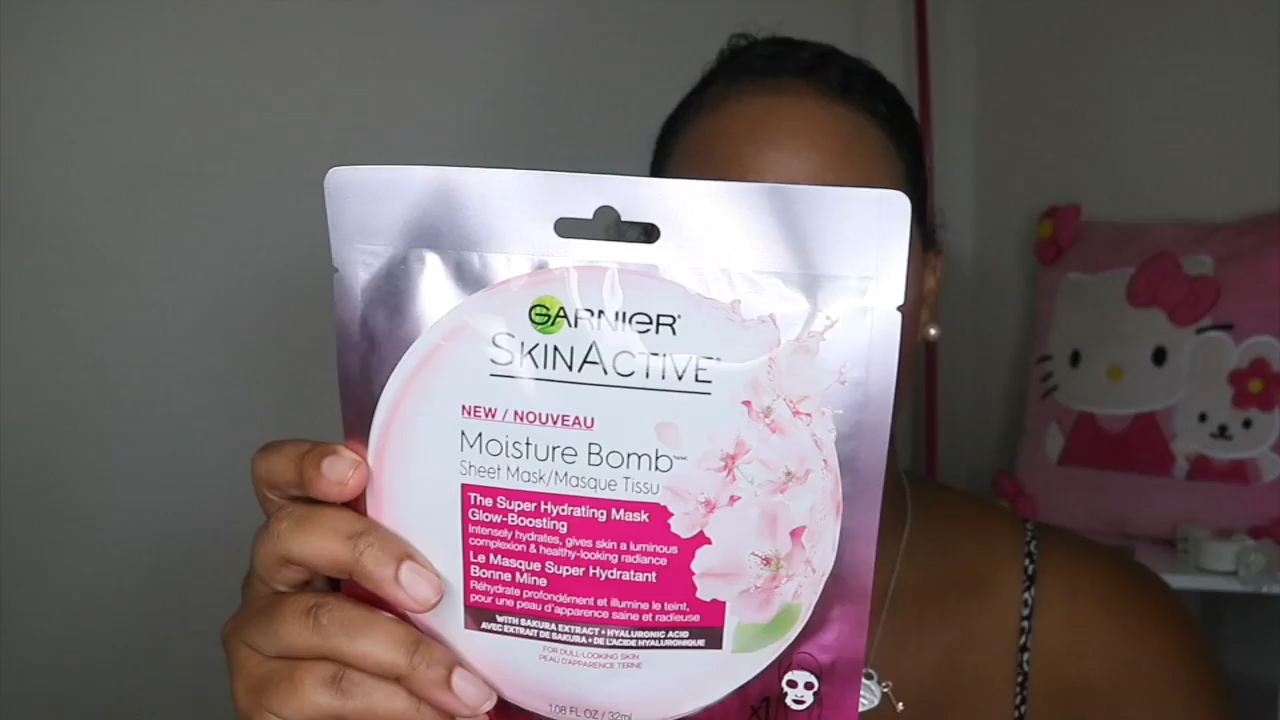 GARNIER
SKINACTIVE
NEW / NOUVEAU
Moisture Bomb
Sheet Mask/Masque Tissu
The Super Hydrating Mask
Glow-Boosting
Intensely hydrates, gives skin a luminous
complexion & healthy-looking radiance
Le Masque Super Hydratant
Bonne Mine
Réhydrate profondément et illumine le teint,
pour une peau d'apparence saine et radieuse
WITH SAKURA EXTRACT + HYALURONIC ACID
AVEC EXTRAIT DE SAKURA + DE L'ACIDE HYALURONIQUE
FOR DULL-LOOKING SKIN
PEAU D'APPARENCE TERNE
1.08 FL OZ / 32ml
x1